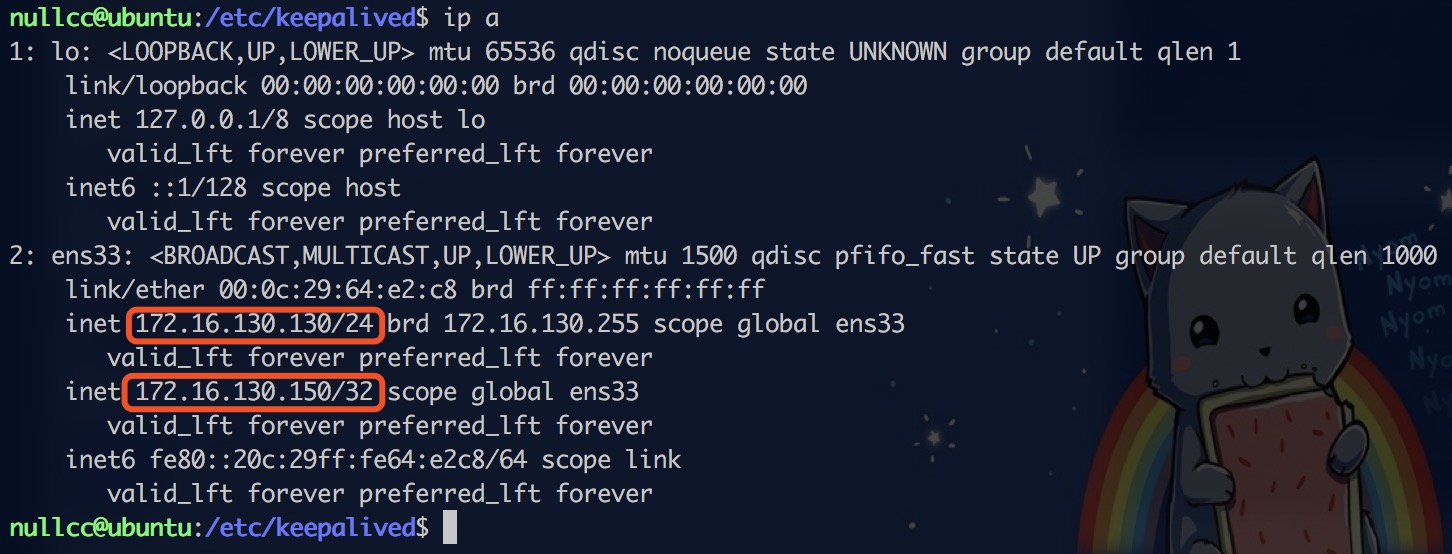 nullcc@ubuntu:/etc/keepalived$ ip a
1: lo: <LOOPBACK,UP,LOWER_UP> mtu 65536 qdisc noqueue state UNKNOWN group default qlen 1
    link/loopback 00:00:00:00:00:00 brd 00:00:00:00:00:00
    inet 127.0.0.1/8 scope host lo
       valid_lft forever preferred_lft forever
    inet6 ::1/128 scope host
       valid_lft forever preferred_lft forever
2: ens33: <BROADCAST,MULTICAST,UP,LOWER_UP> mtu 1500 qdisc pfifo_fast state UP group default qlen 1000
    link/ether 00:0c:29:64:e2:c8 brd ff:ff:ff:ff:ff:ff
    inet 172.16.130.130/24 brd 172.16.130.255 scope global ens33
       valid_lft forever preferred_lft forever
    inet 172.16.130.150/32 scope global ens33
       valid_lft forever preferred_lft forever
    inet6 fe80::20c:29ff:fe64:e2c8/64 scope link
       valid_lft forever preferred_lft forever
nullcc@ubuntu:/etc/keepalived$
Nyom
Nyom